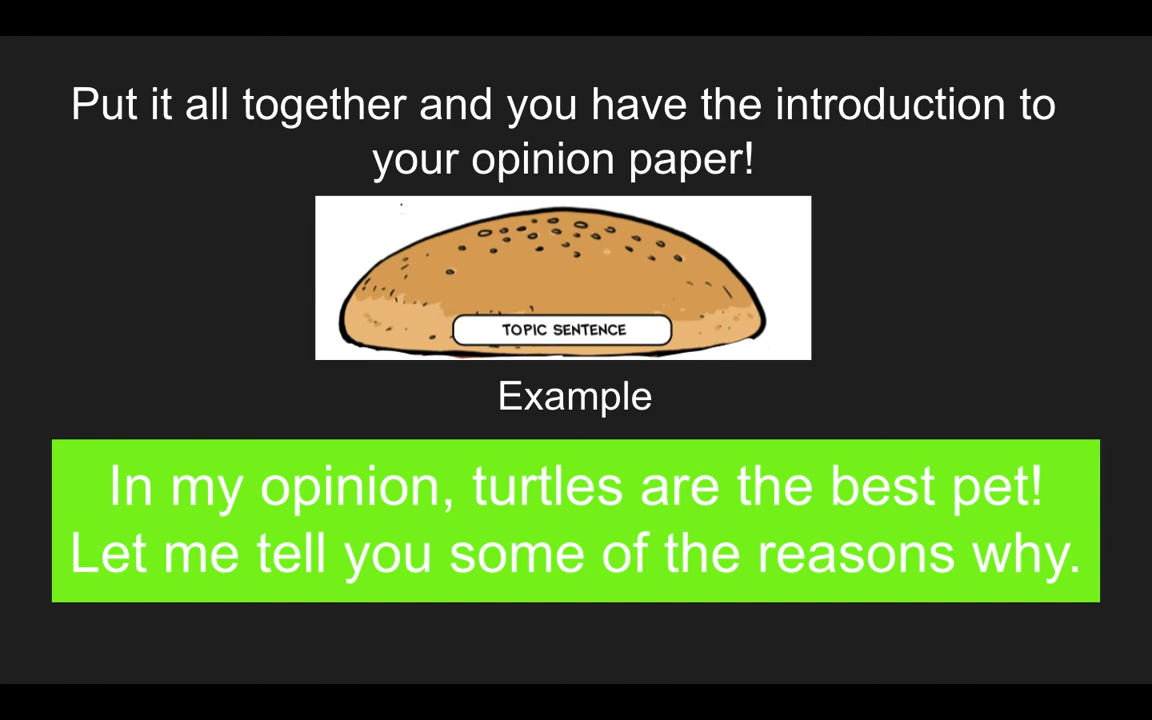 Put it all together and you have the introduction to
your opinion paper!
TOPIC SENTENCE
Example
In my opinion, turtles are the best pet!
Let me tell you some of the reasons why.